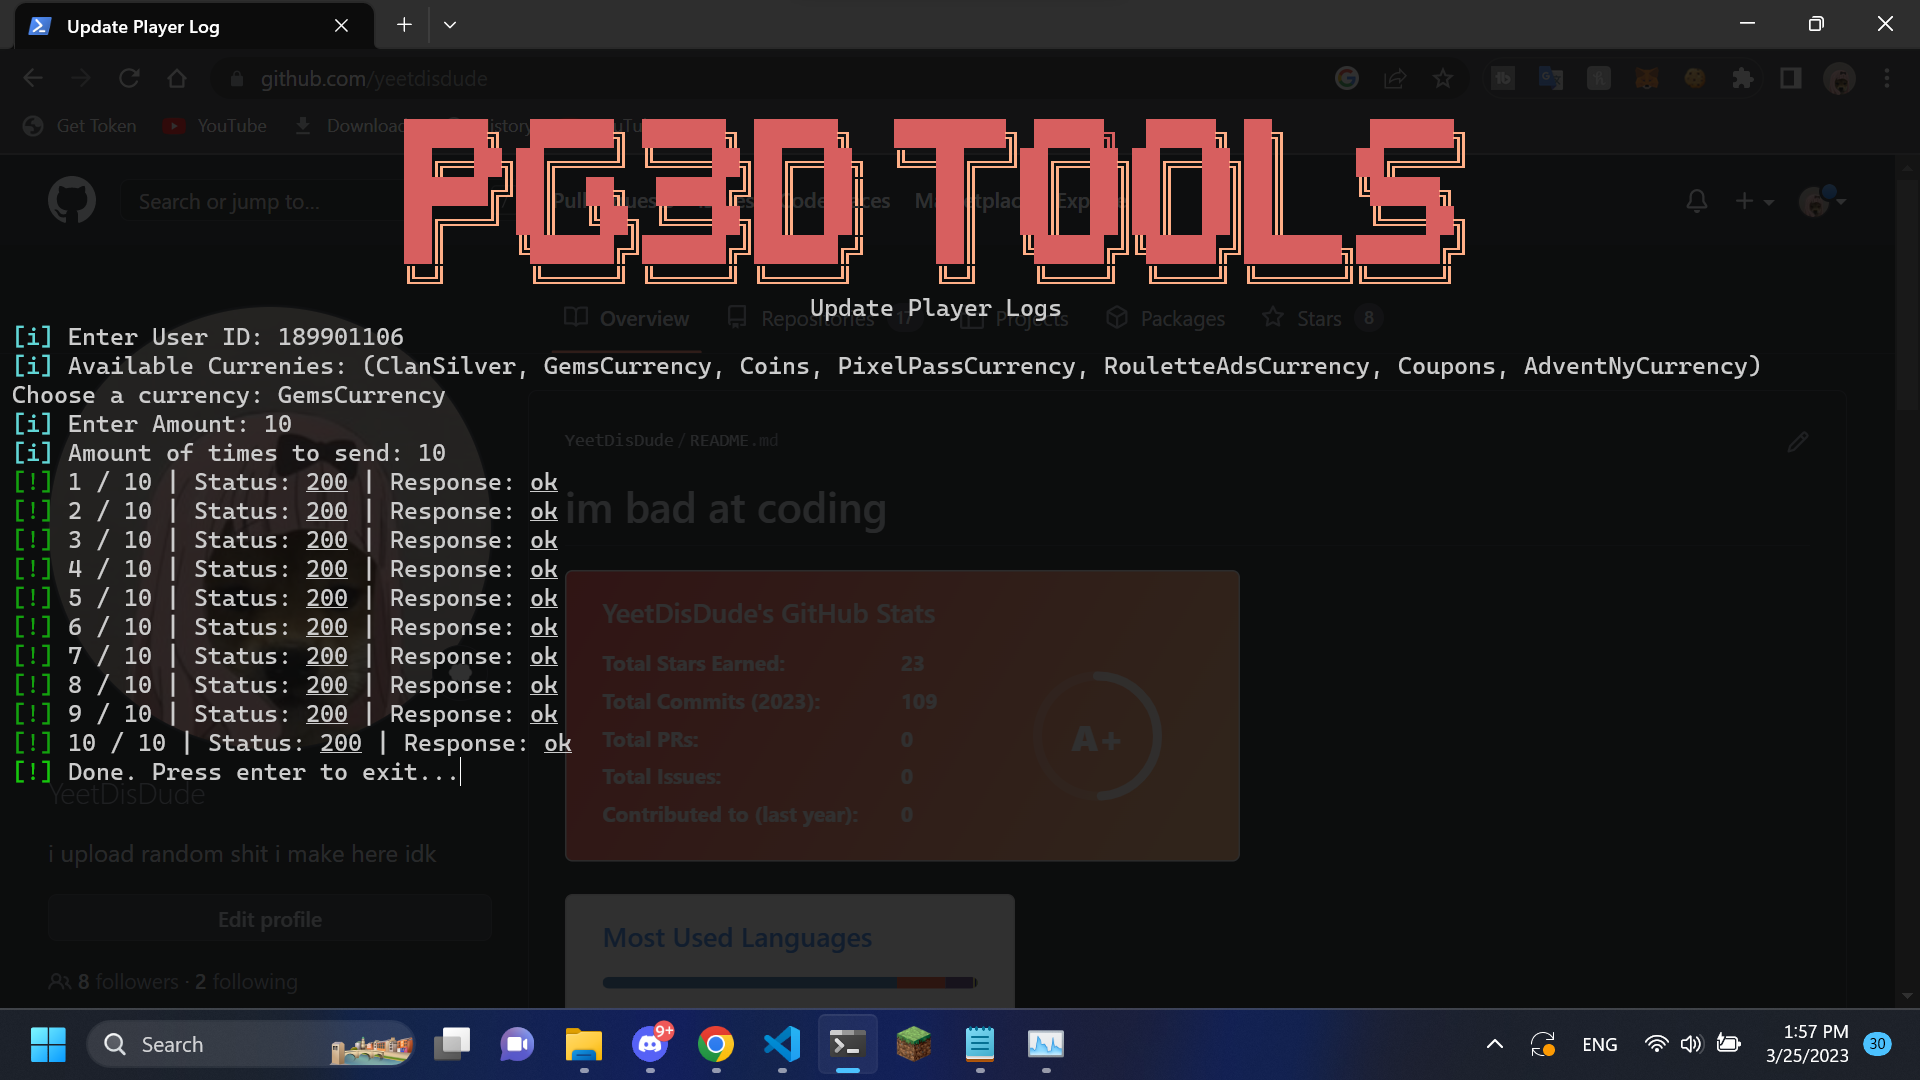 Update Player Log
github.com/yeetdisdude
Get Token
YouTube
PG3D TOOLS
Search or jump to...
Marketplace
Update Player Logs
Overview
Repositories 17
Projects
Packages
Stars 8
[i] Enter User ID: 189901106
[i] Available Currenies: (ClanSilver, GemsCurrency, Coins, PixelPassCurrency, RouletteAdsCurrency, Coupons, AdventNyCurrency)
Choose a currency: GemsCurrency
[i] Enter Amount: 10
[i] Amount of times to send: 10
[!] 1 / 10 | Status: 200 | Response: ok
[!] 2 / 10 | Status: 200 | Response: ok
[!] 3 / 10 | Status: 200 | Response: ok
[!] 4 / 10 | Status: 200 | Response: ok
[!] 5 / 10 | Status: 200 | Response: ok
[!] 6 / 10 | Status: 200 | Response: ok
[!] 7 / 10 | Status: 200 | Response: ok
[!] 8 / 10 | Status: 200 | Response: ok
[!] 9 / 10 | Status: 200 | Response: ok
[!] 10 / 10 | Status: 200 | Response: ok
[!] Done. Press enter to exit...
YeetDisDude
i upload random shit i make here idk
Edit profile
8 followers · 2 following
YeetDisDude / README.md
im bad at coding
YeetDisDude's GitHub Stats
Total Stars Earned: 23
Total Commits (2023): 109
Total PRs: 0
Total Issues: 0
Contributed to (last year): 0
A+
Most Used Languages
Search
9+
ENG
1:57 PM
3/25/2023
30